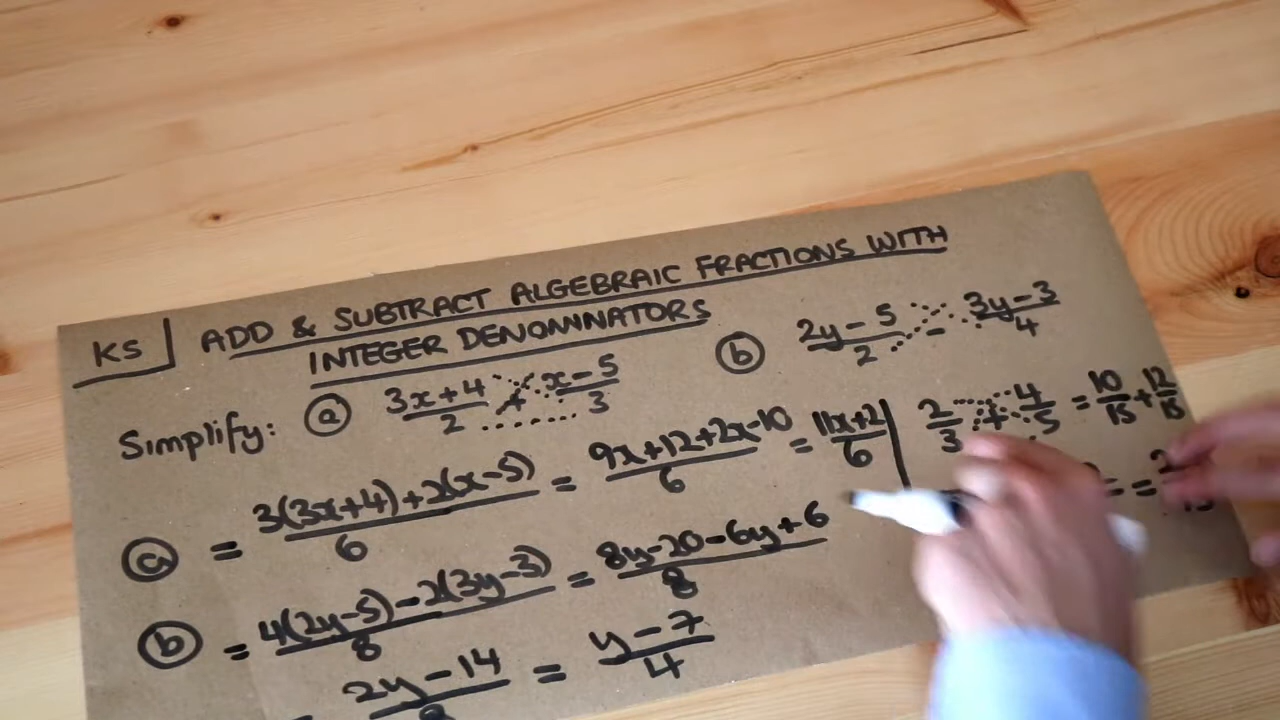 KS ADD & SUBTRACT ALGEBRAIC FRACTIONS WITH
INTEGER DENOMINATORS
Simplify: (a) (3x+4)/2 + (x-5)/3
(b) (2y-5)/2 - (3y-3)/4
(a) = (3(3x+4)+2(x-5))/6 = (9x+12+2x-10)/6 = (11x+2)/6
2/3 + 4/5 = 10/15 + 12/15
(b) = (4(2y-5)-2(3y-3))/8 = (8y-20-6y+6)/8
= (2y-14)/8 = (y-7)/4